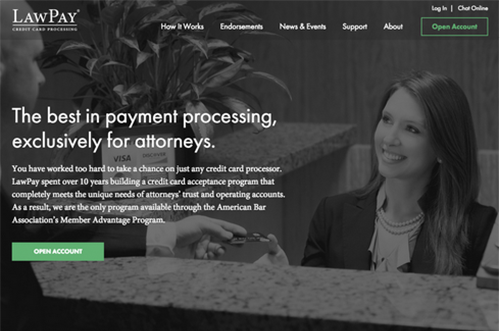 Log In | Chat Online
LAWPAY®
CREDIT CARD PROCESSING
How It Works Endorsements News & Events Support About Open Account
The best in payment processing,
exclusively for attorneys.
VISA
You have worked too hard to take a chance on just any credit card processor.
LawPay spent over 10 years building a credit card acceptance program that
completely meets the unique needs of attorneys' trust and operating accounts.
As a result, we are the only program available through the American Bar
Association's Member Advantage Program.
OPEN ACCOUNT